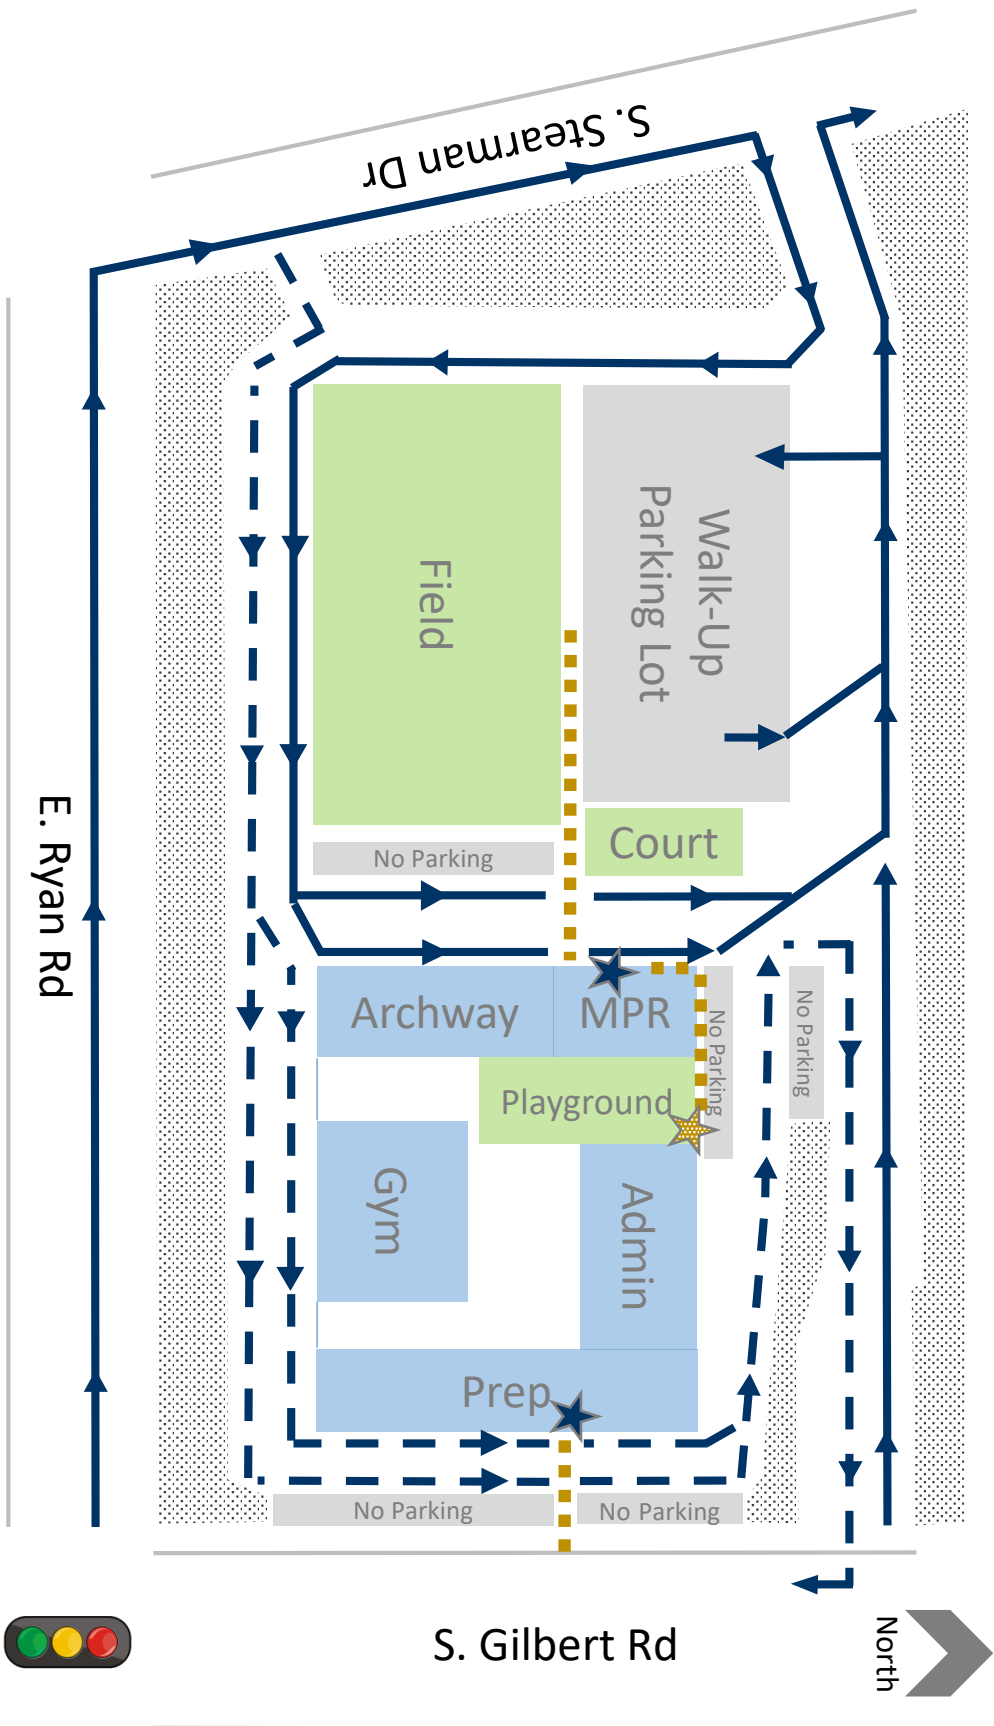 S. Stearman Dr
Walk-Up
Parking Lot
Field
Court
No Parking
E. Ryan Rd
Archway
MPR
No Parking
No Parking
Playground
Gym
Admin
Prep
No Parking
No Parking
S. Gilbert Rd
North